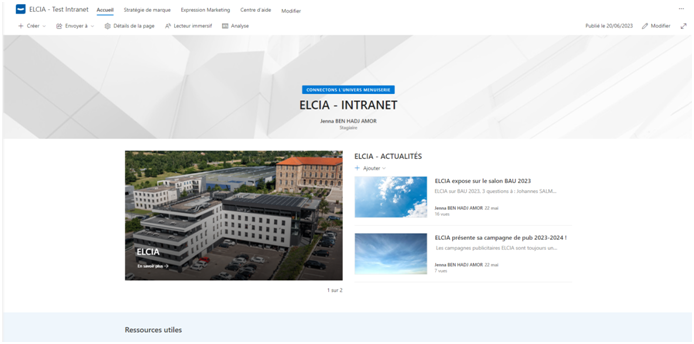 ELCIA - Test Intranet
Accueil
Stratégie de marque
Expression Marketing
Centre d'aide
Modifier
Créer
Envoyer à
Détails de la page
Lecteur immersif
Analyse
Publié le 20/06/2023
Modifier
CONNECTONS L'UNIVERS MENUISERIE
ELCIA - INTRANET
Jenna BEN HADJ AMOR
Stagiaire
ELCIA
En savoir plus →
1 sur 2
ELCIA - ACTUALITÉS
Ajouter
ELCIA expose sur le salon BAU 2023
ELCIA sur BAU 2023, 3 questions à : Johannes SALM...
Jenna BEN HADJ AMOR 22 mai
16 vues
ELCIA présente sa campagne de pub 2023-2024 !
Les campagnes publicitaires ELCIA sont toujours un...
Jenna BEN HADJ AMOR 22 mai
7 vues
Ressources utiles